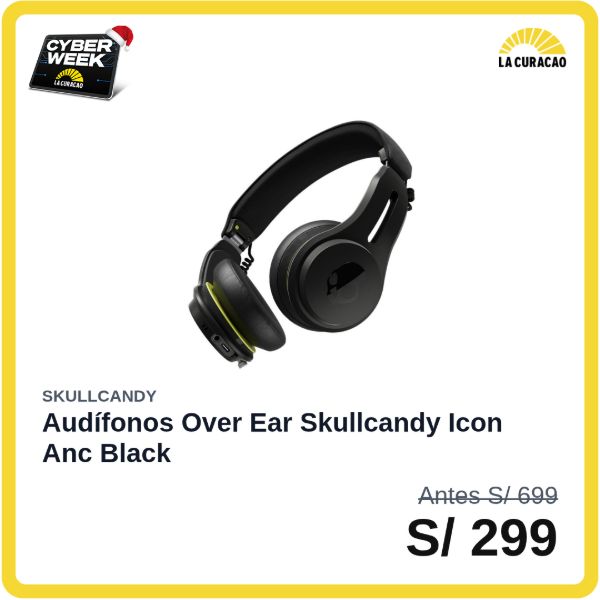 CYBER
WEEK
LA CURACAO
LA CURACAO
SKULLCANDY
Audífonos Over Ear Skullcandy Icon
Anc Black
Antes S/ 699
S/ 299